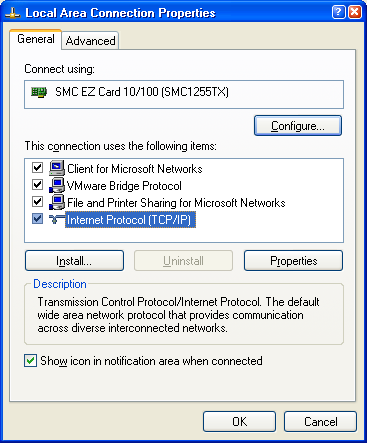 Local Area Connection Properties
General Advanced
Connect using:
SMC EZ Card 10/100 (SMC1255TX)
Configure...
This connection uses the following items:
Client for Microsoft Networks
VMware Bridge Protocol
File and Printer Sharing for Microsoft Networks
Internet Protocol (TCP/IP)
Install... Uninstall Properties
Description
Transmission Control Protocol/Internet Protocol. The default
wide area network protocol that provides communication
across diverse interconnected networks.
Show icon in notification area when connected
OK Cancel